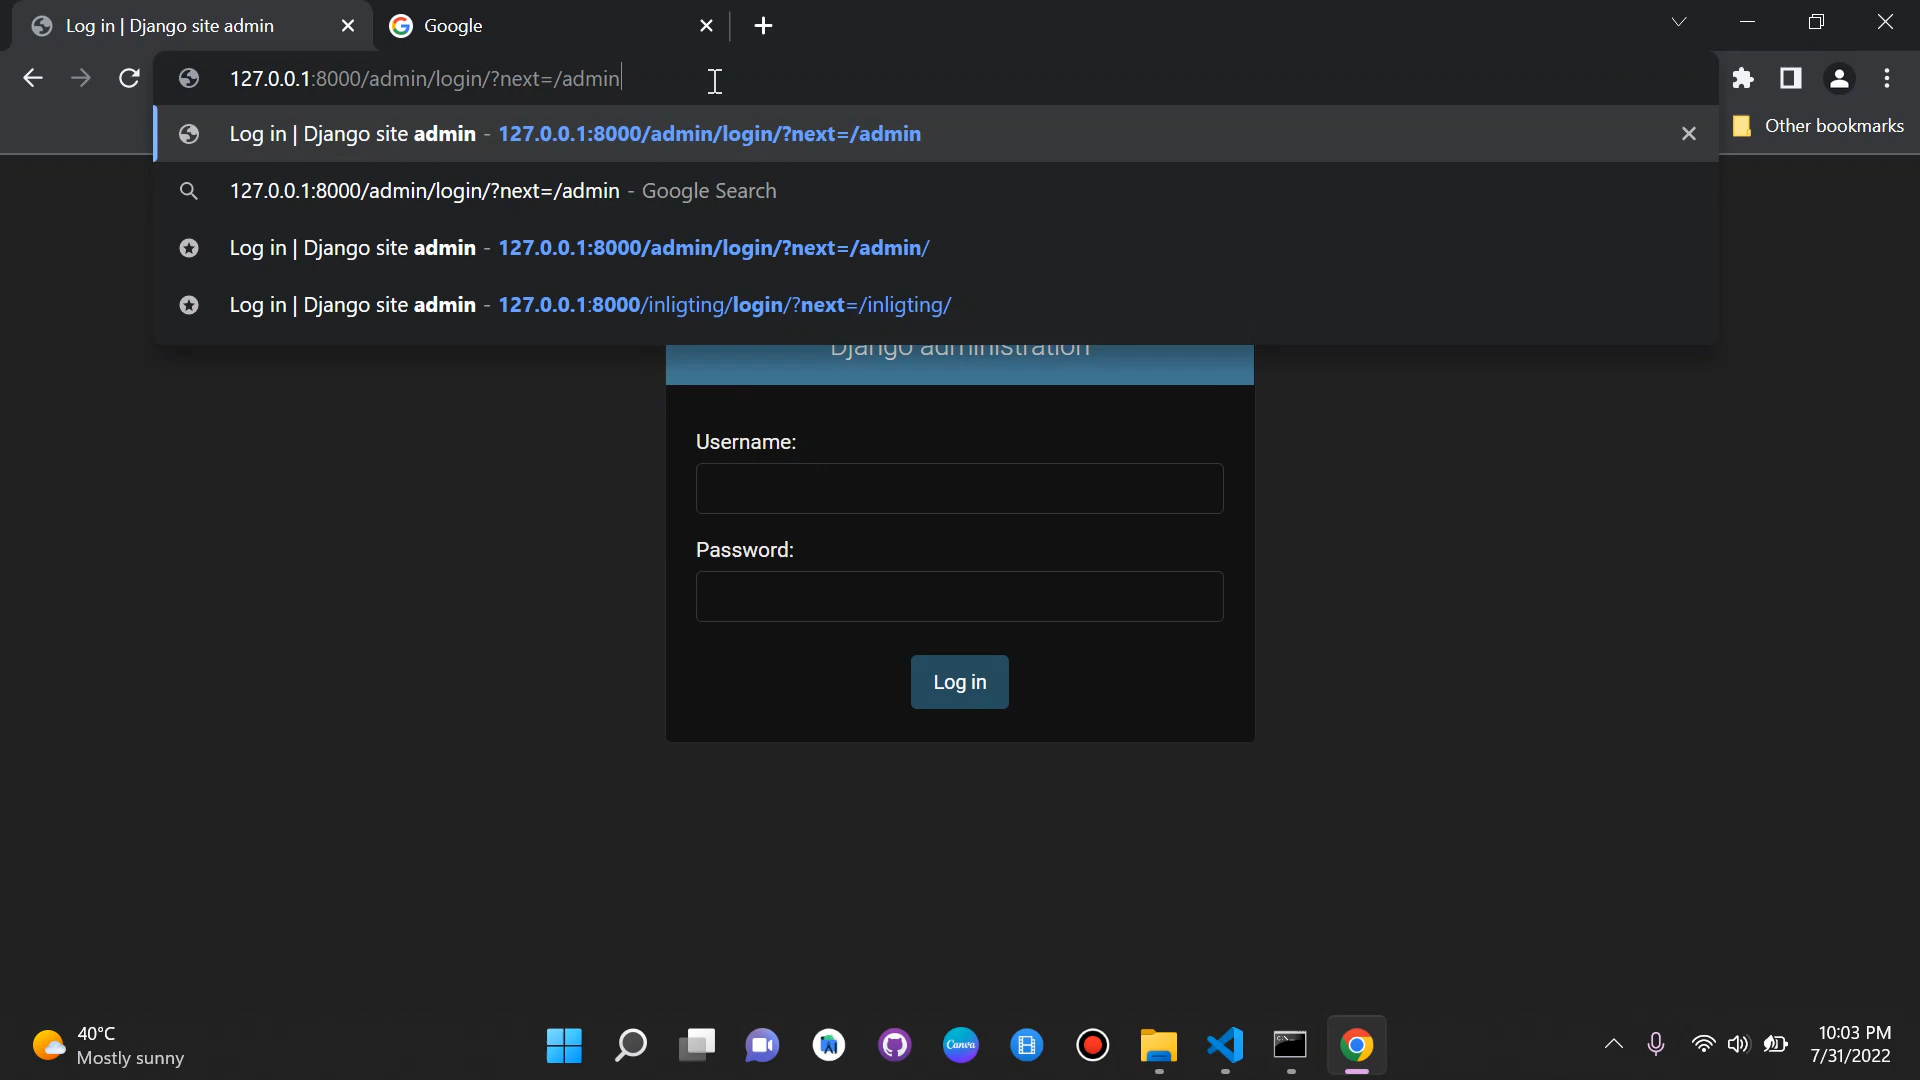 Log in | Django site admin
Google
127.0.0.1:8000/admin/login/?next=/admin
Log in | Django site admin - 127.0.0.1:8000/admin/login/?next=/admin
Other bookmarks
127.0.0.1:8000/admin/login/?next=/admin - Google Search
Log in | Django site admin - 127.0.0.1:8000/admin/login/?next=/admin/
Log in | Django site admin - 127.0.0.1:8000/inligting/login/?next=/inligting/
Django administration
Username:
Password:
Log in
40°C
Mostly sunny
Canva
10:03 PM
7/31/2022